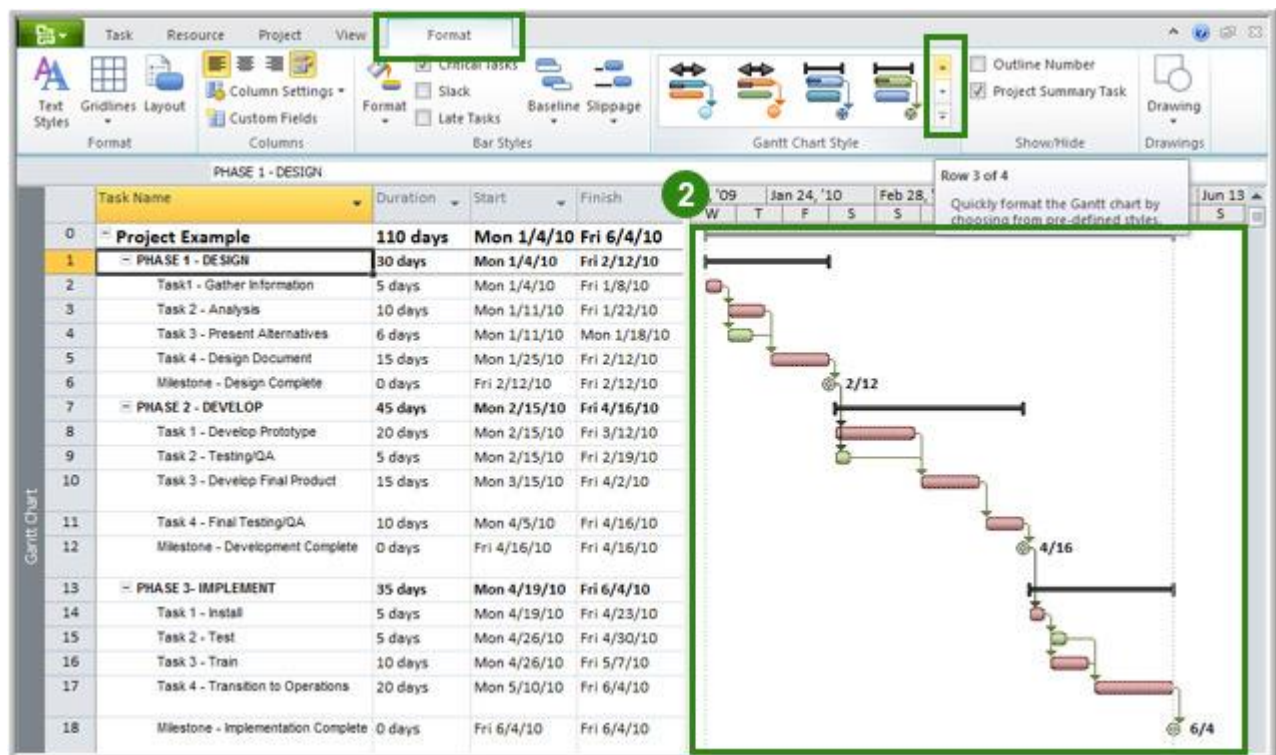 Task Resource Project View Format
Text Styles
Gridlines
Layout
Format
Column Settings
Custom Fields
Columns
Format
Critical Tasks
Slack
Late Tasks
Baseline
Slippage
Bar Styles
Gantt Chart Style
Outline Number
Project Summary Task
Show/Hide
Drawing
Drawings
PHASE 1 - DESIGN
Row 3 of 4
Quickly format the Gantt chart by
choosing from pre-defined styles.
2
Task Name Duration Start Finish '09 Jan 24, '10 Feb 28, Jun 13
W T F S S S
0 Project Example 110 days Mon 1/4/10 Fri 6/4/10
1 PHASE 1 - DESIGN 30 days Mon 1/4/10 Fri 2/12/10
2 Task1 - Gather Information 5 days Mon 1/4/10 Fri 1/8/10
3 Task 2 - Analysis 10 days Mon 1/11/10 Fri 1/22/10
4 Task 3 - Present Alternatives 6 days Mon 1/11/10 Mon 1/18/10
5 Task 4 - Design Document 15 days Mon 1/25/10 Fri 2/12/10
6 Milestone - Design Complete 0 days Fri 2/12/10 Fri 2/12/10 2/12
7 PHASE 2 - DEVELOP 45 days Mon 2/15/10 Fri 4/16/10
8 Task 1 - Develop Prototype 20 days Mon 2/15/10 Fri 3/12/10
9 Task 2 - Testing/QA 5 days Mon 2/15/10 Fri 2/19/10
10 Task 3 - Develop Final Product 15 days Mon 3/15/10 Fri 4/2/10
11 Task 4 - Final Testing/QA 10 days Mon 4/5/10 Fri 4/16/10
12 Milestone - Development Complete 0 days Fri 4/16/10 Fri 4/16/10 4/16
13 PHASE 3- IMPLEMENT 35 days Mon 4/19/10 Fri 6/4/10
14 Task 1 - Install 5 days Mon 4/19/10 Fri 4/23/10
15 Task 2 - Test 5 days Mon 4/26/10 Fri 4/30/10
16 Task 3 - Train 10 days Mon 4/26/10 Fri 5/7/10
17 Task 4 - Transition to Operations 20 days Mon 5/10/10 Fri 6/4/10
18 Milestone - Implementation Complete 0 days Fri 6/4/10 Fri 6/4/10 6/4
Gantt Chart